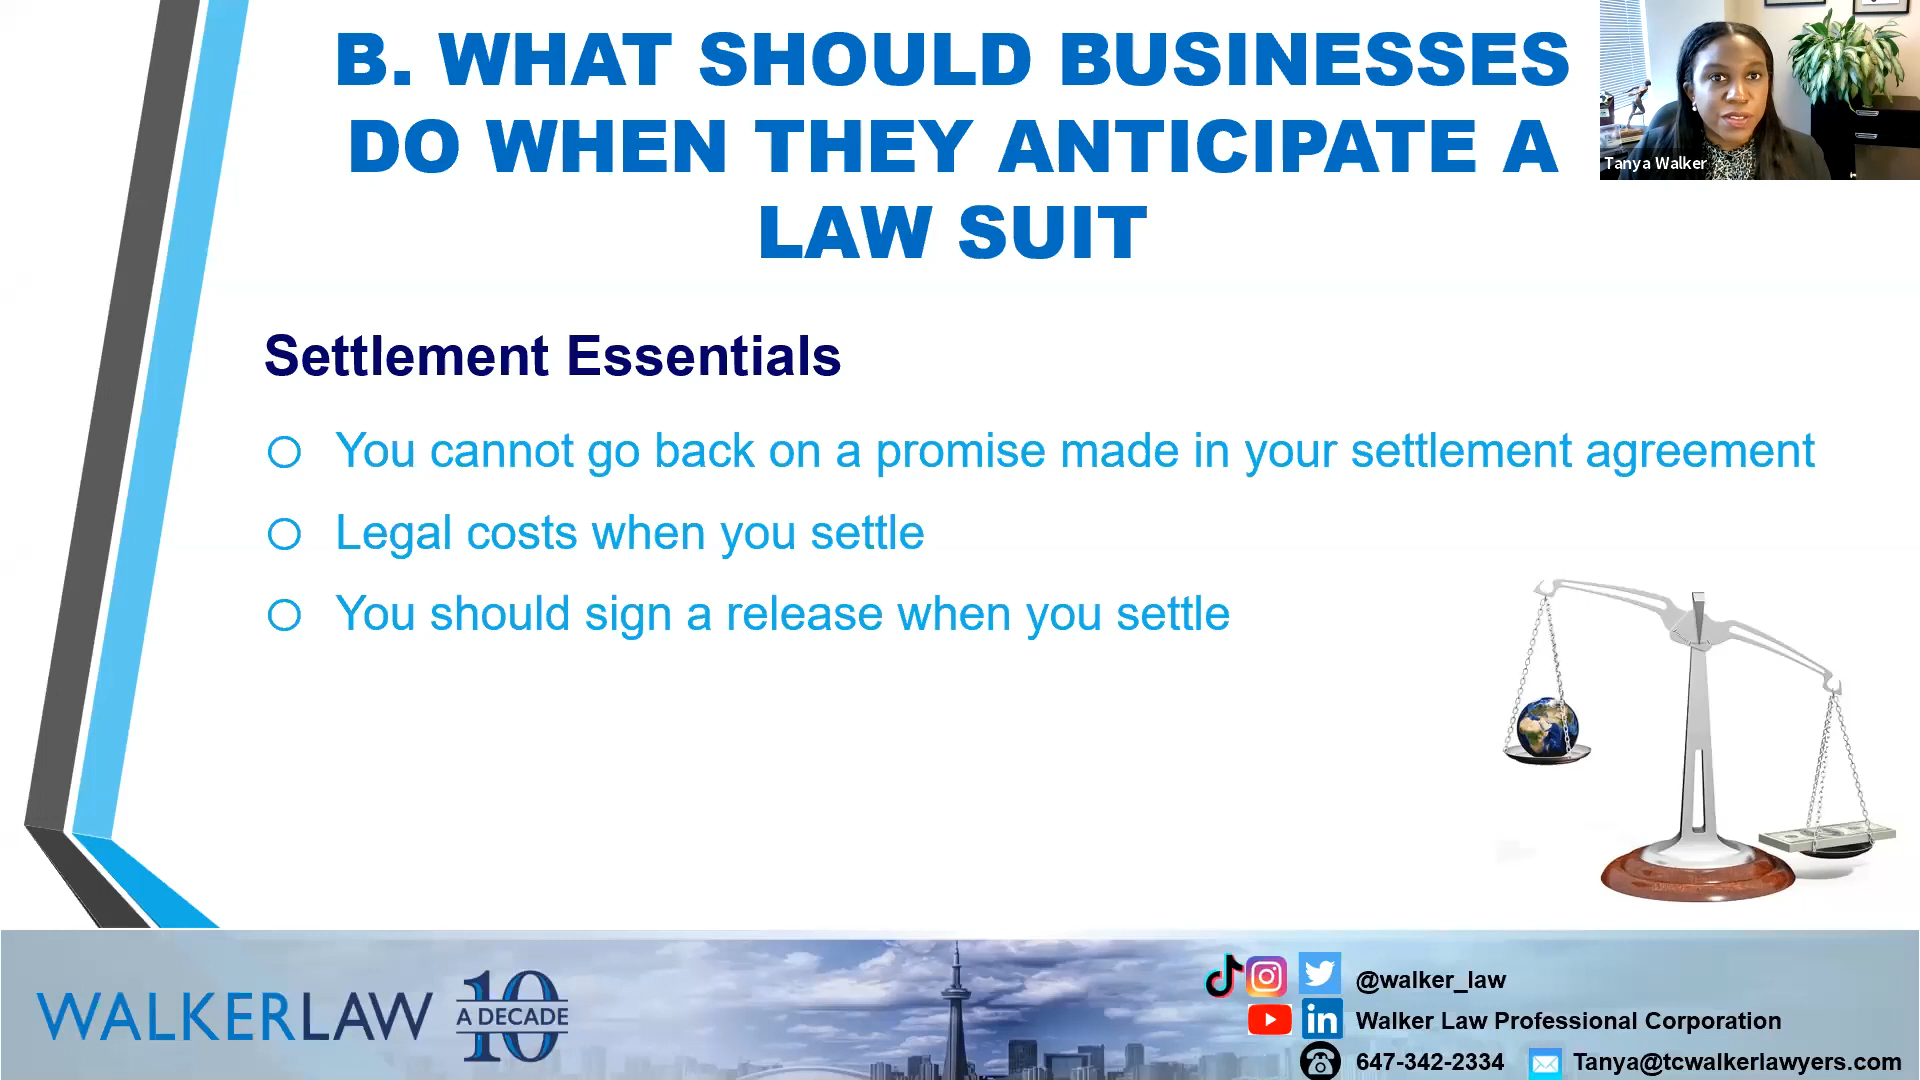 B. WHAT SHOULD BUSINESSES
DO WHEN THEY ANTICIPATE A
LAW SUIT
Tanya Walker
Settlement Essentials
You cannot go back on a promise made in your settlement agreement
Legal costs when you settle
You should sign a release when you settle
WALKERLAW
10
A DECADE
@walker_law
Walker Law Professional Corporation
647-342-2334
Tanya@tcwalkerlawyers.com